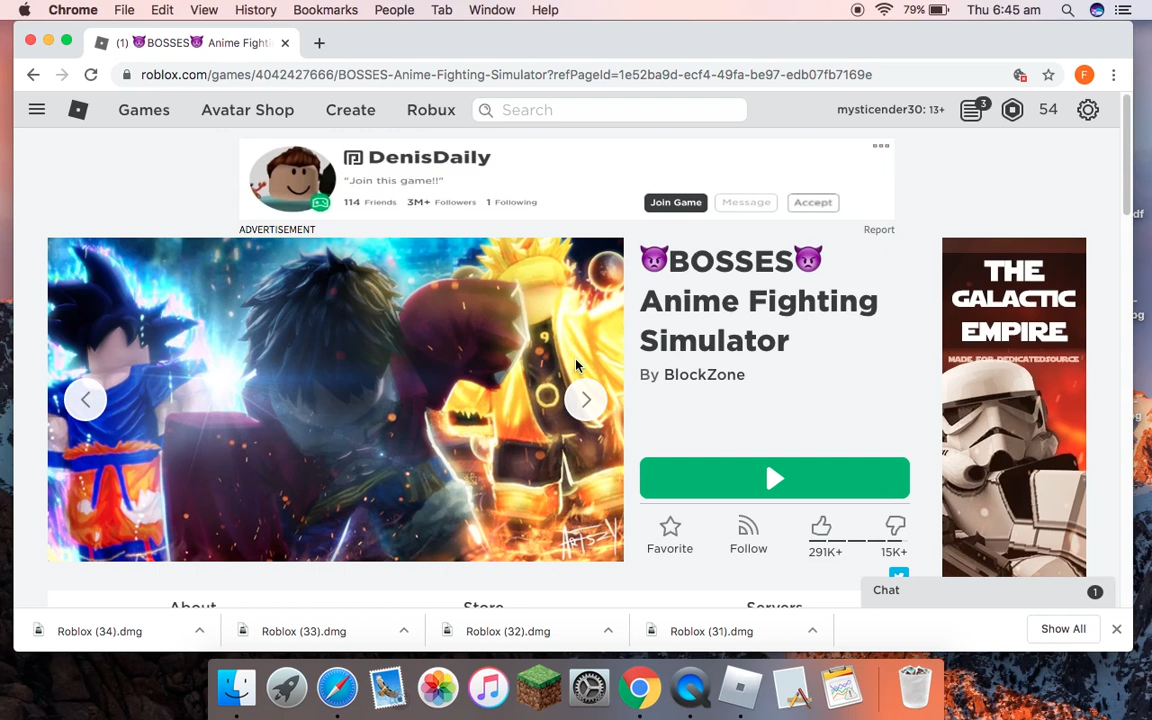 Chrome File Edit View History Bookmarks People Tab Window Help 79% Thu 6:45 am
(1) 😈BOSSES😈 Anime Fighti
roblox.com/games/4042427666/BOSSES-Anime-Fighting-Simulator?refPageId=1e52ba9d-ecf4-49fa-be97-edb07fb7169e F
Games Avatar Shop Create Robux Search mysticender30: 13+ 3 54
DenisDaily
"Join this game!!"
114 Friends 3M+ Followers 1 Following Join Game Message Accept
ADVERTISEMENT Report
😈BOSSES😈
Anime Fighting
Simulator
By BlockZone
THE
GALACTIC
EMPIRE
MADE FOR DEDICATEDSOURCE
Favorite Follow 291K+ 15K+
Chat 1
About Store Servers
Roblox (34).dmg Roblox (33).dmg Roblox (32).dmg Roblox (31).dmg Show All
df
og